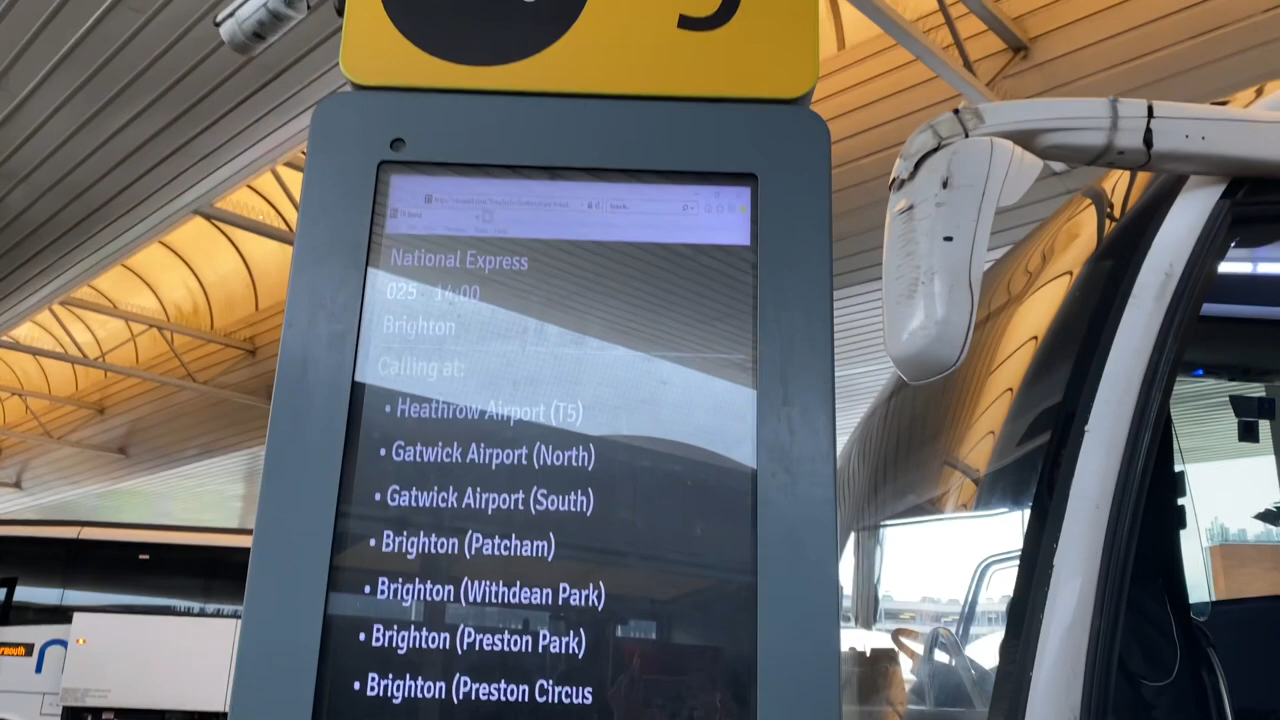 National Express
025 - 14:00
Brighton
Calling at:
• Heathrow Airport (T5)
• Gatwick Airport (North)
• Gatwick Airport (South)
• Brighton (Patcham)
• Brighton (Withdean Park)
• Brighton (Preston Park)
• Brighton (Preston Circus